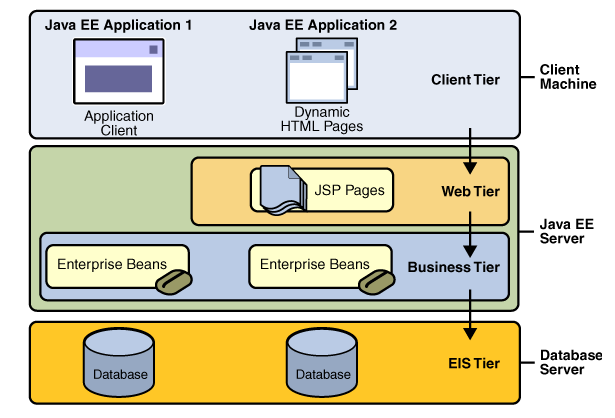 Java EE Application 1
Java EE Application 2
Application
Client
Dynamic
HTML Pages
Client Tier
Client
Machine
JSP Pages
Web Tier
Java EE
Server
Enterprise Beans
Enterprise Beans
Business Tier
Database
Database
EIS Tier
Database
Server